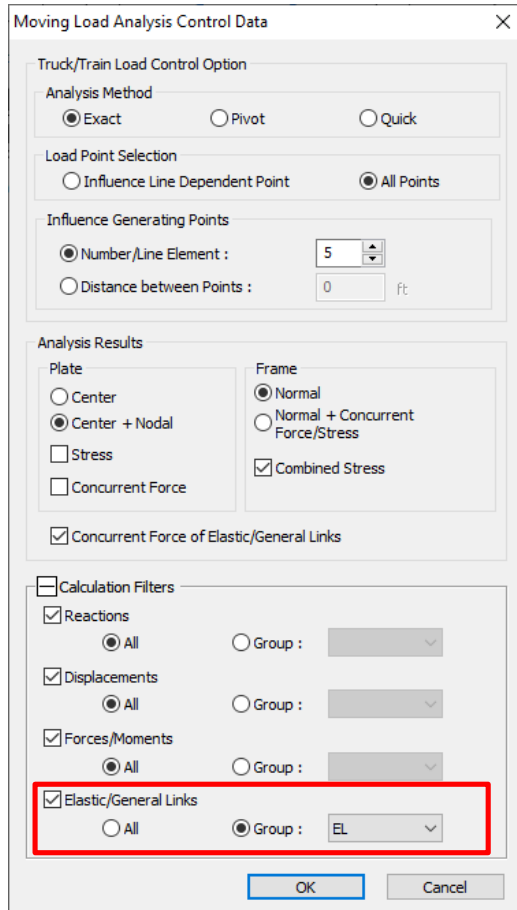 Moving Load Analysis Control Data
Truck/Train Load Control Option
Analysis Method
Exact Pivot Quick
Load Point Selection
Influence Line Dependent Point All Points
Influence Generating Points
Number/Line Element : 5
Distance between Points : 0 ft
Analysis Results
Plate
Center
Center + Nodal
Stress
Concurrent Force
Frame
Normal
Normal + Concurrent
Force/Stress
Combined Stress
Concurrent Force of Elastic/General Links
Calculation Filters
Reactions
All Group :
Displacements
All Group :
Forces/Moments
All Group :
Elastic/General Links
All Group : EL
OK Cancel